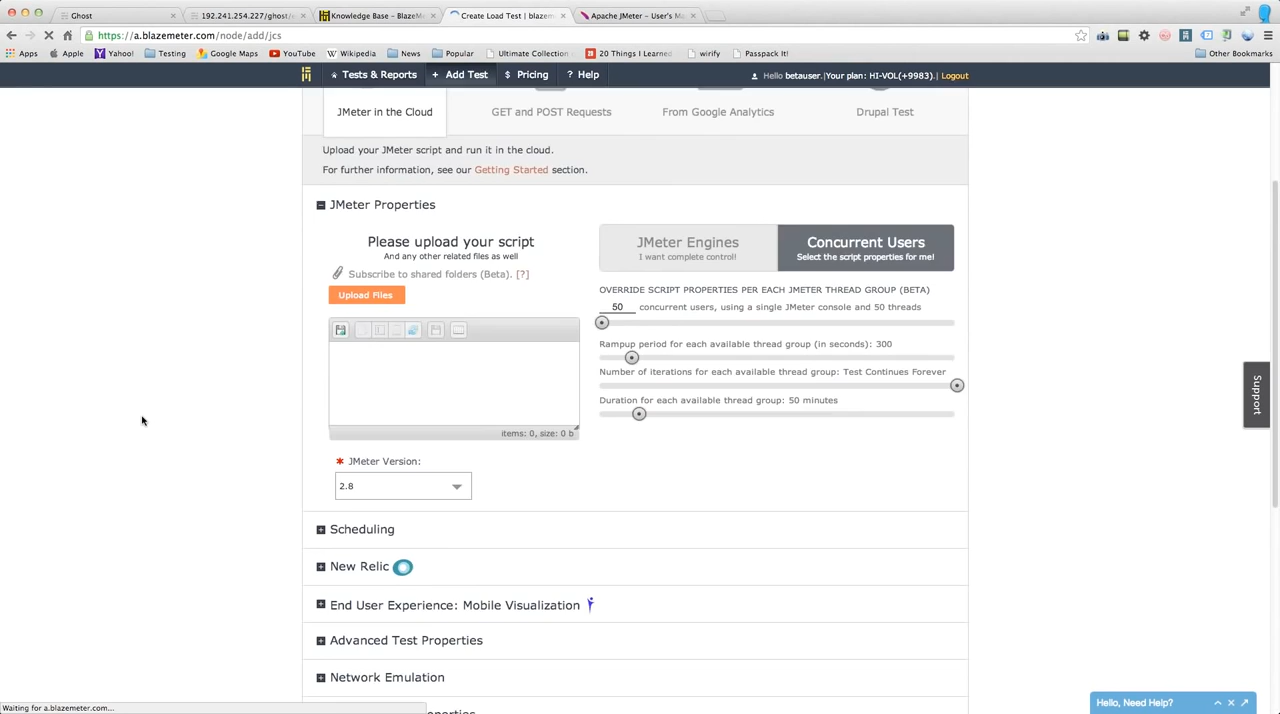 Ghost
192.241.254.227/ghost/e
Knowledge Base - BlazeMe
Create Load Test | blazem
Apache JMeter - User's Ma
https://a.blazemeter.com/node/add/jcs
Apps Apple Yahoo! Testing Google Maps YouTube Wikipedia News Popular Ultimate Collection 20 Things I Learned wirify Passpack It! Other Bookmarks
Tests & Reports + Add Test $ Pricing ? Help Hello betauser.|Your plan: HI-VOL(+9983).| Logout
JMeter in the Cloud GET and POST Requests From Google Analytics Drupal Test
Upload your JMeter script and run it in the cloud.
For further information, see our Getting Started section.
JMeter Properties
Please upload your script
And any other related files as well
Subscribe to shared folders (Beta). [?]
Upload Files
items: 0, size: 0 b
* JMeter Version:
2.8
JMeter Engines
I want complete control!
Concurrent Users
Select the script properties for me!
OVERRIDE SCRIPT PROPERTIES PER EACH JMETER THREAD GROUP (BETA)
50 concurrent users, using a single JMeter console and 50 threads
Rampup period for each available thread group (in seconds): 300
Number of iterations for each available thread group: Test Continues Forever
Duration for each available thread group: 50 minutes
Scheduling
New Relic
End User Experience: Mobile Visualization
Advanced Test Properties
Network Emulation
Support
Waiting for a.blazemeter.com...
Hello, Need Help?